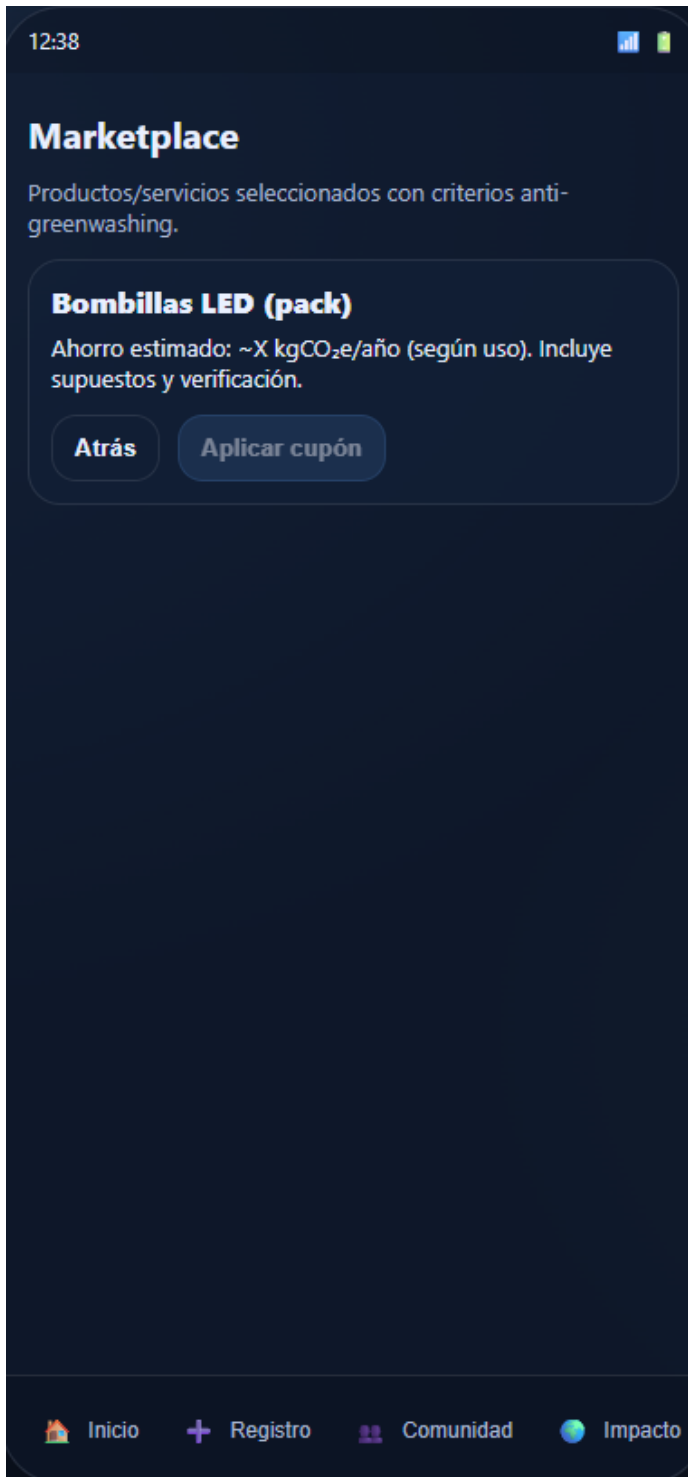 12:38
Marketplace
Productos/servicios seleccionados con criterios anti-
greenwashing.
Bombillas LED (pack)
Ahorro estimado: ~X kgCO₂e/año (según uso). Incluye
supuestos y verificación.
Atrás
Aplicar cupón
Inicio
Registro
Comunidad
Impacto